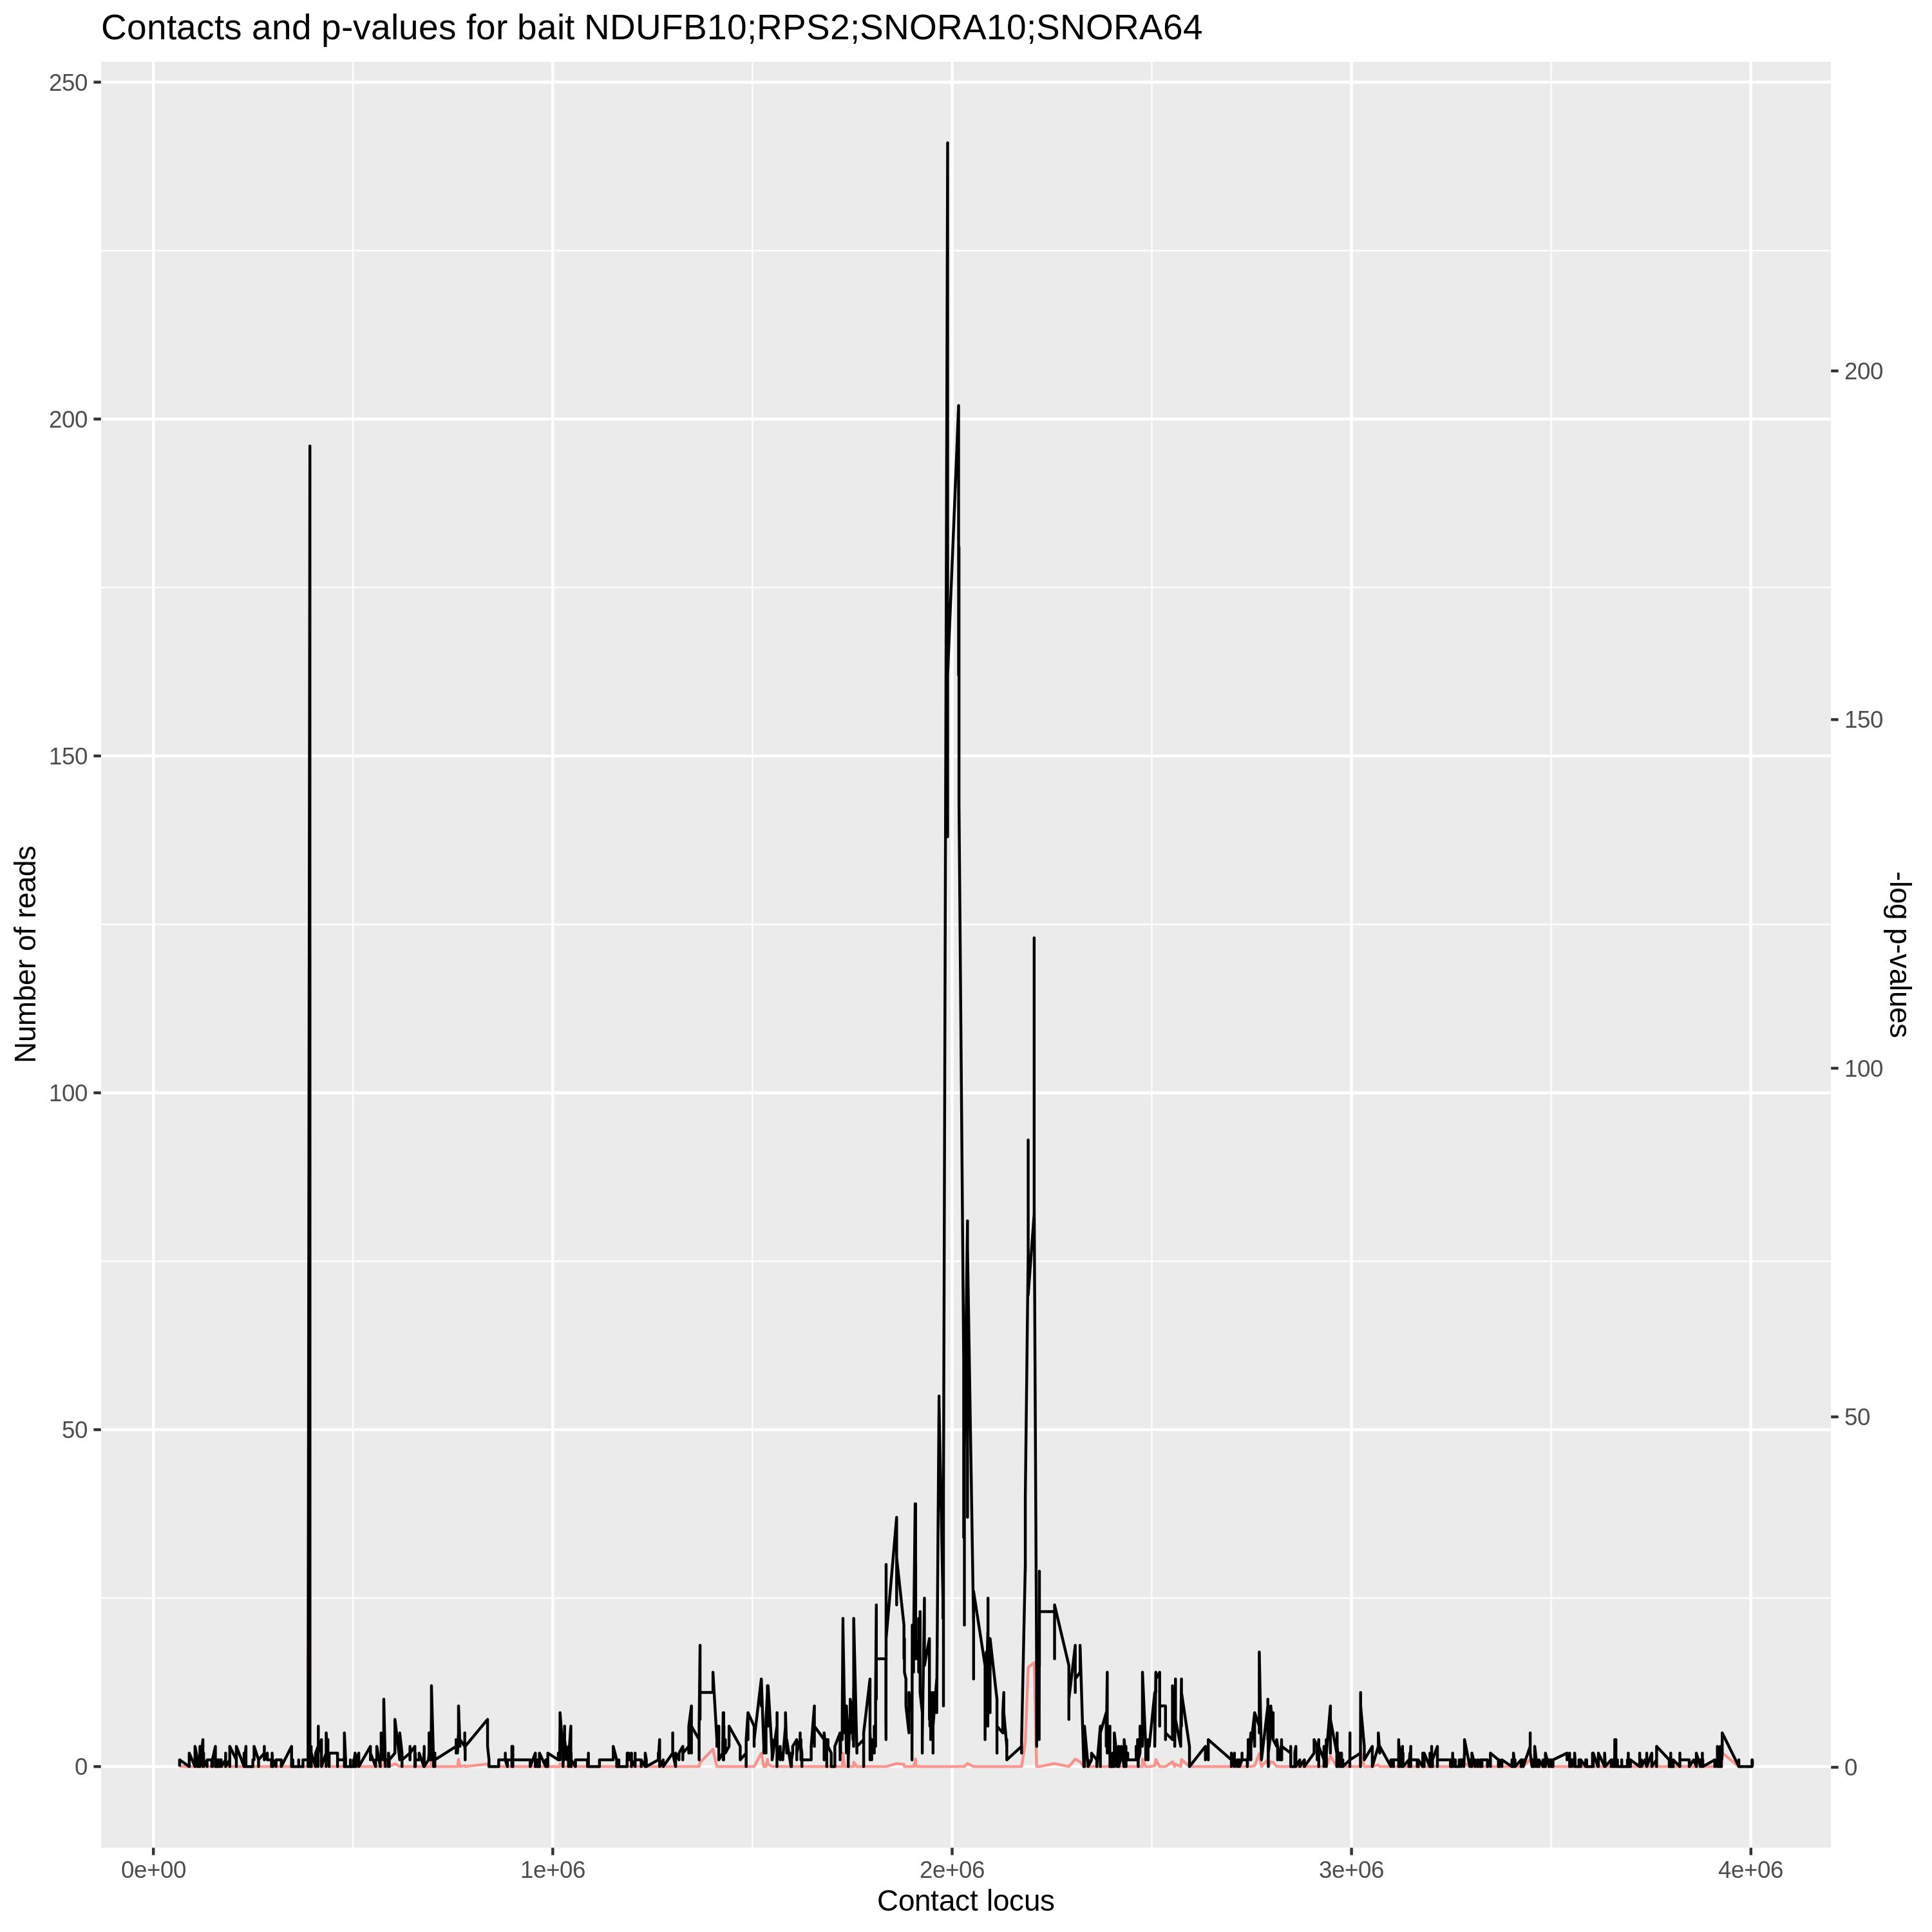 Contacts and p-values for bait NDUFB10;RPS2;SNORA10;SNORA64
250
200
150
100
50
0
Number of reads
200
150
100
50
0
-log p-values
0e+00 1e+06 2e+06 3e+06 4e+06
Contact locus